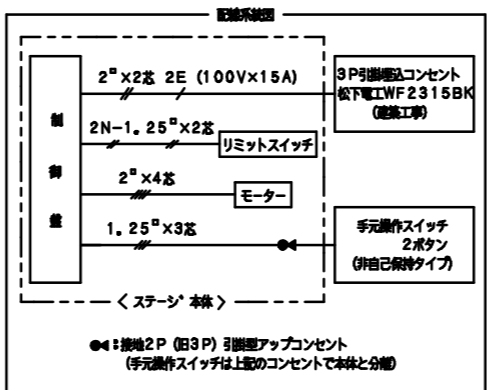 配線系統図
2□×2芯 2E (100V×15A)
3P引掛埋込コンセント
松下電工WF2315BK
(建築工事)
制御盤
2N-1.25□×2芯
リミットスイッチ
2□×4芯
モーター
1.25□×3芯
手元操作スイッチ
2ボタン
(非自己保持タイプ)
〈 ステージ 本体 〉
:接地2P (旧3P) 引掛型アップコンセント
(手元操作スイッチは上記のコンセントで本体と分離)